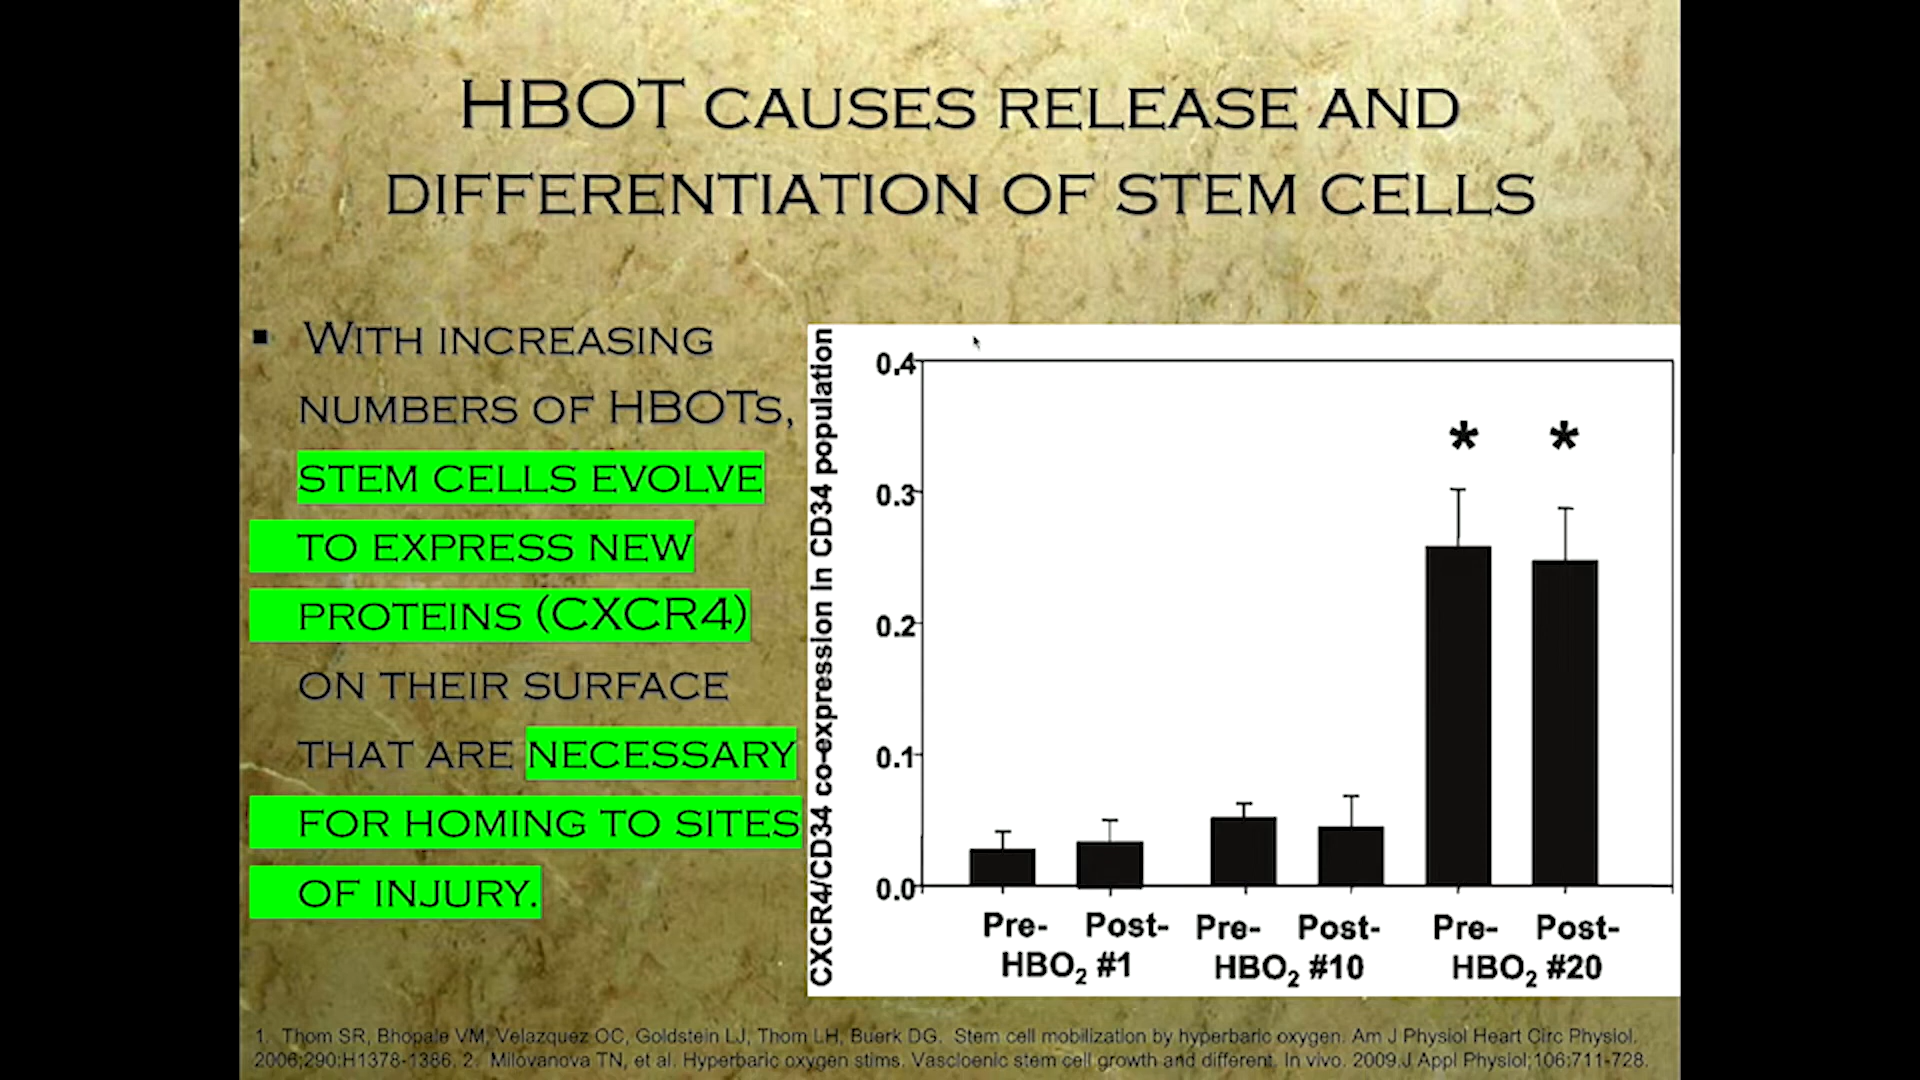 HBOT CAUSES RELEASE AND
DIFFERENTIATION OF STEM CELLS
▪ WITH INCREASING
NUMBERS OF HBOTS,
STEM CELLS EVOLVE
TO EXPRESS NEW
PROTEINS (CXCR4)
ON THEIR SURFACE
THAT ARE NECESSARY
FOR HOMING TO SITES
OF INJURY.
CXCR4/CD34 co-expression in CD34 population
0.4
0.3
0.2
0.1
0.0
* *
Pre- Post- Pre- Post- Pre- Post-
HBO₂ #1 HBO₂ #10 HBO₂ #20
1. Thom SR, Bhopale VM, Velazquez OC, Goldstein LJ, Thom LH, Buerk DG. Stem cell mobilization by hyperbaric oxygen. Am J Physiol Heart Circ Physiol.
2006;290:H1378-1386. 2. Milovanova TN, et al. Hyperbaric oxygen stims. Vascloenic stem cell growth and different. In vivo. 2009.J Appl Physiol;106:711-728.